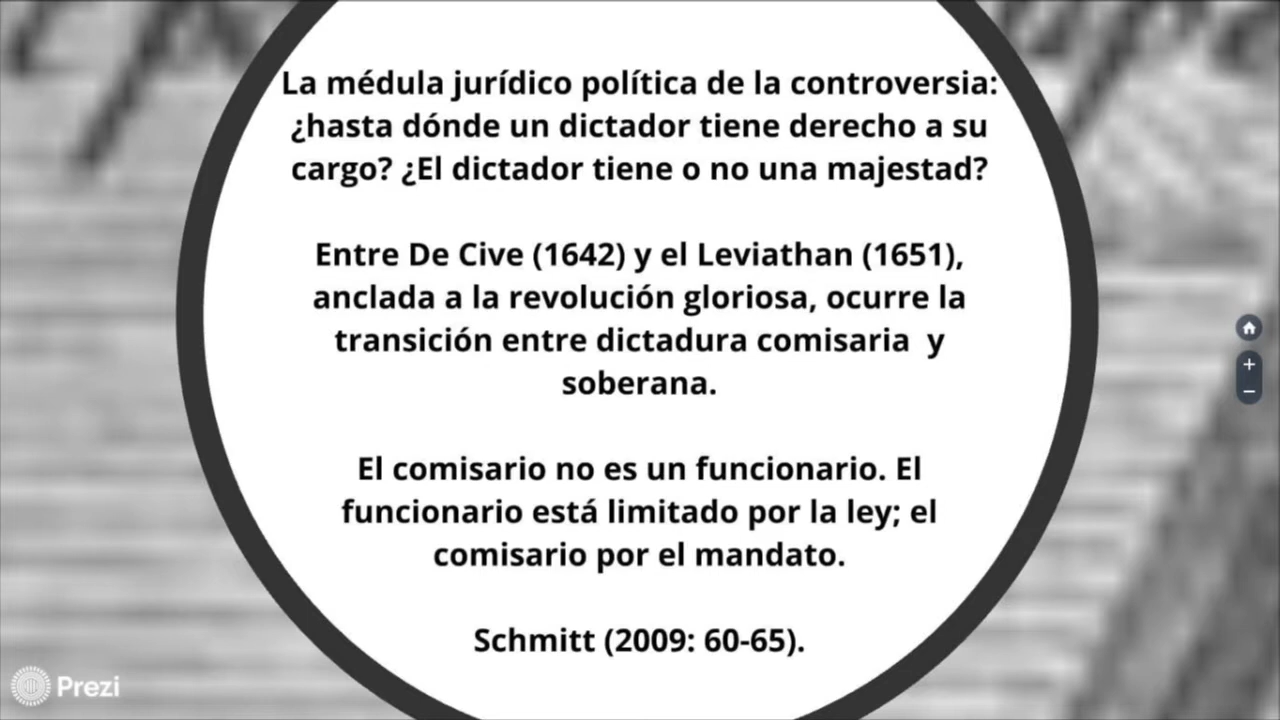 La médula jurídico política de la controversia:
¿hasta dónde un dictador tiene derecho a su
cargo? ¿El dictador tiene o no una majestad?
Entre De Cive (1642) y el Leviathan (1651),
anclada a la revolución gloriosa, ocurre la
transición entre dictadura comisaria  y
soberana.
El comisario no es un funcionario. El
funcionario está limitado por la ley; el
comisario por el mandato.
Schmitt (2009: 60-65).
Prezi